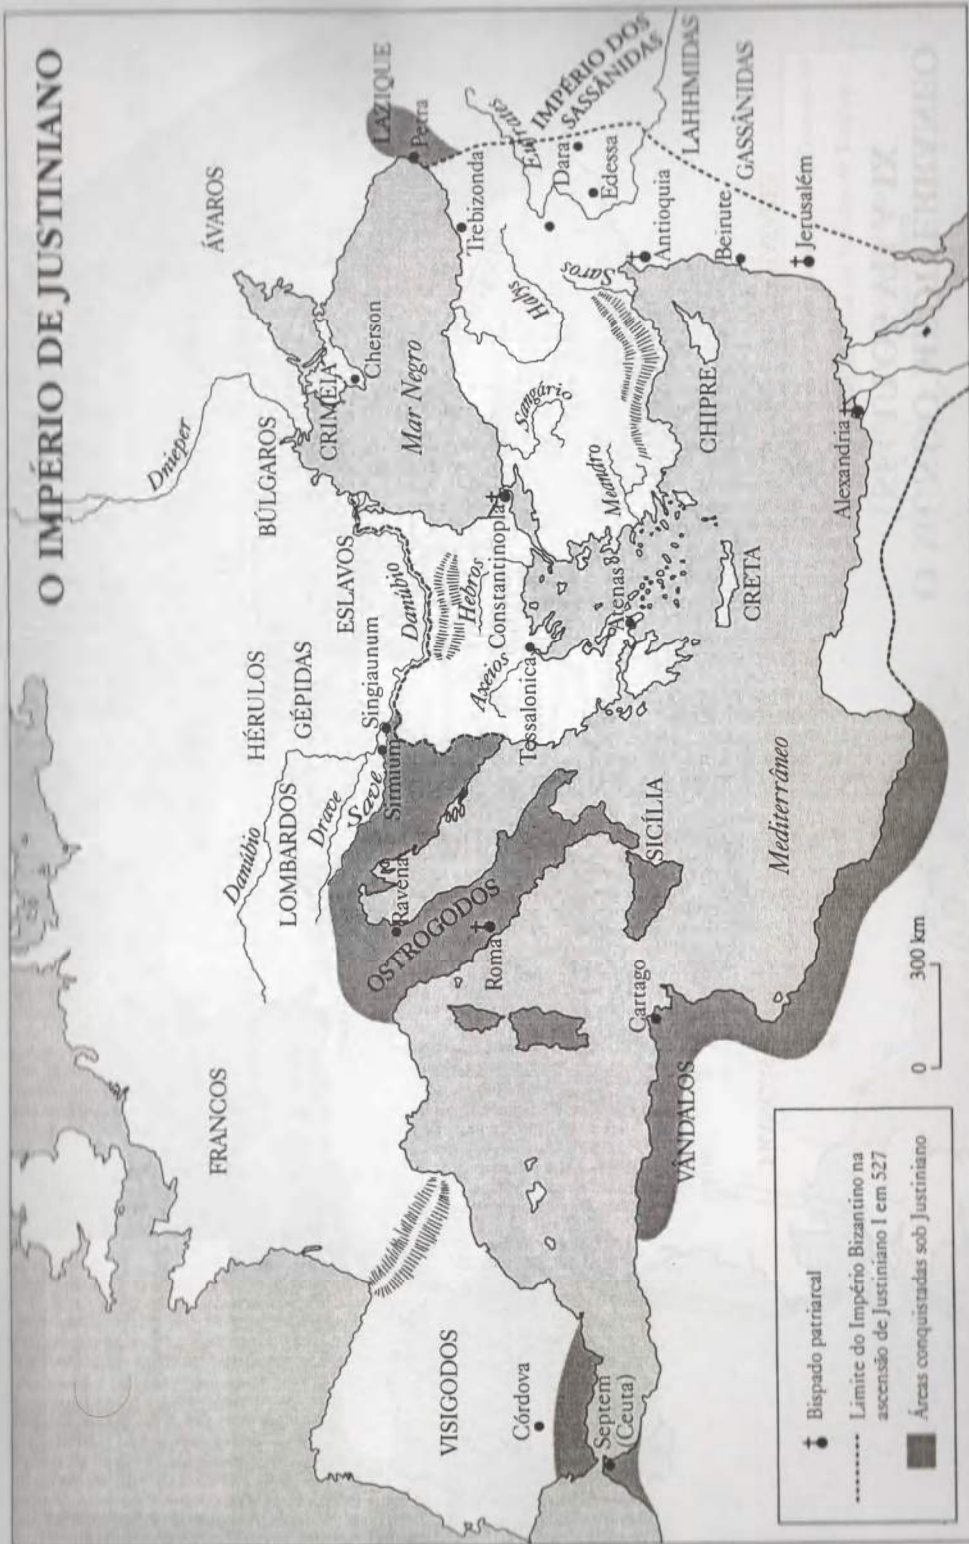 O IMPÉRIO DE JUSTINIANO
FRANCOS
VISIGODOS
Córdova
Septem
(Ceuta)
VÂNDALOS
Cartago
Danúbio
LOMBARDOS
Drave
Save
Sirmium
Singiaunum
HÉRULOS
GÉPIDAS
ESLAVOS
BÚLGAROS
ÁVAROS
Dnieper
OSTROGODOS
Ravena
Roma
SICÍLIA
Mediterrâneo
Danúbio
Hebros
Axeios
Tessalonica
Constantinopla
Atenas
CRETA
CRIMÉIA
Cherson
Mar Negro
Sangário
Meandro
Halys
Saros
CHIPRE
Alexandria
LAZIQUE
Petra
Trebizonda
Eufrates
IMPÉRIO DOS
SASSÂNIDAS
Dara
Edessa
Antioquia
LAHHMIDAS
Beirute
GASSÂNIDAS
Jerusalém
0 300 km
Bispado patriarcal
Limite do Império Bizantino na
ascensão de Justiniano I em 527
Áreas conquistadas sob Justiniano